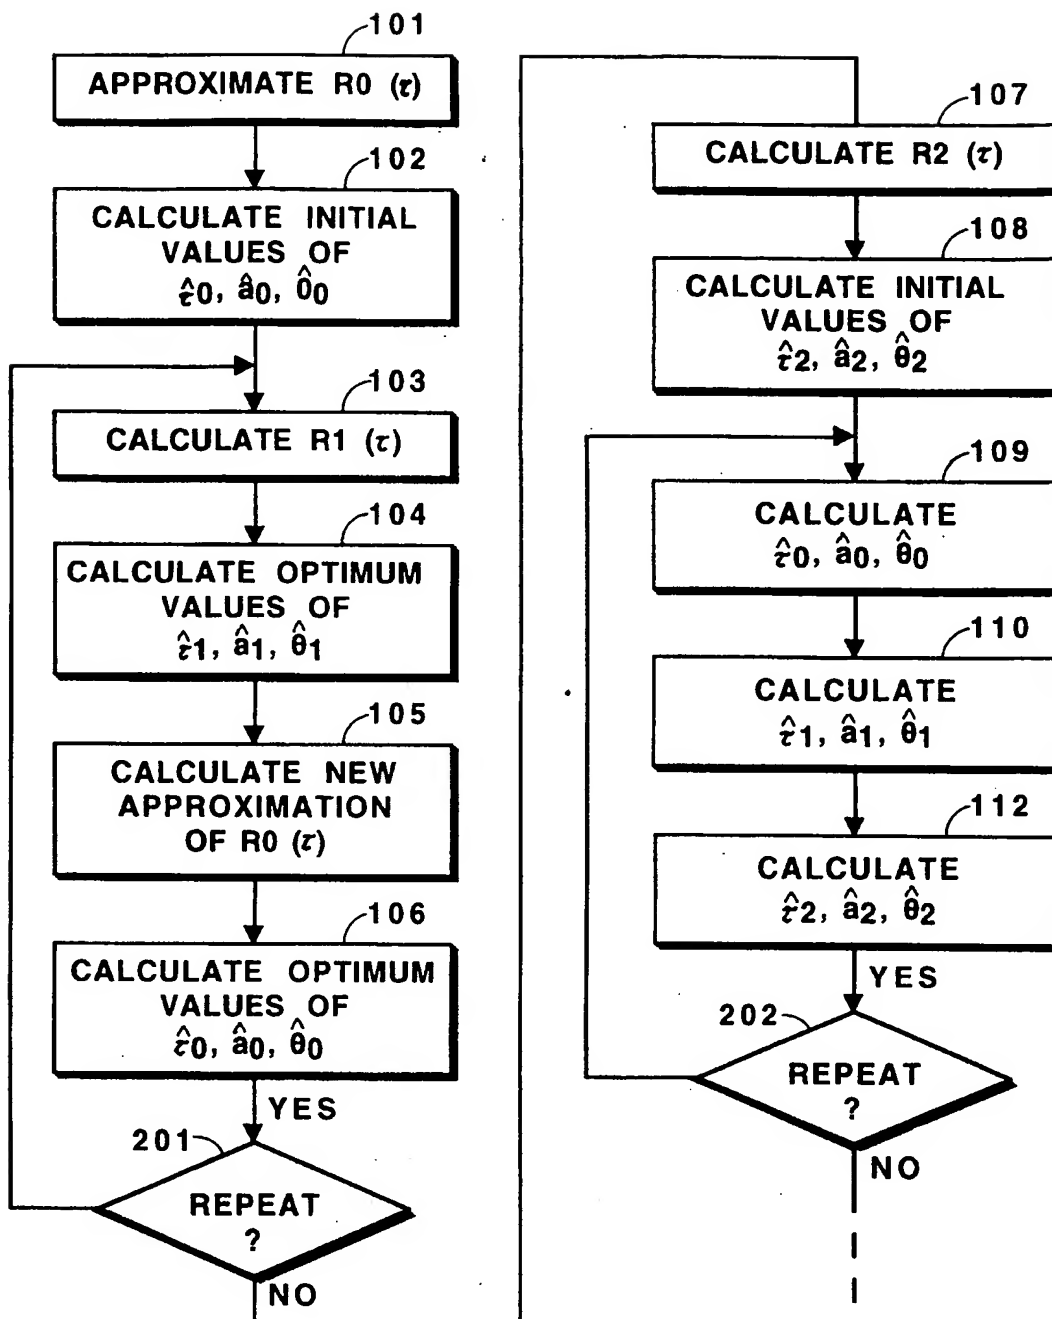 101
APPROXIMATE R0 (τ)
102
CALCULATE INITIAL
VALUES OF
τ̂0, â0, 0̂0
103
CALCULATE R1 (τ)
104
CALCULATE OPTIMUM
VALUES OF
τ̂1, â1, θ̂1
105
CALCULATE NEW
APPROXIMATION
OF R0 (τ)
106
CALCULATE OPTIMUM
VALUES OF
τ̂0, â0, θ̂0
YES
201
REPEAT
?
NO
107
CALCULATE R2 (τ)
108
CALCULATE INITIAL
VALUES OF
τ̂2, â2, θ̂2
109
CALCULATE
τ̂0, â0, θ̂0
110
CALCULATE
τ̂1, â1, θ̂1
112
CALCULATE
τ̂2, â2, θ̂2
YES
202
REPEAT
?
NO